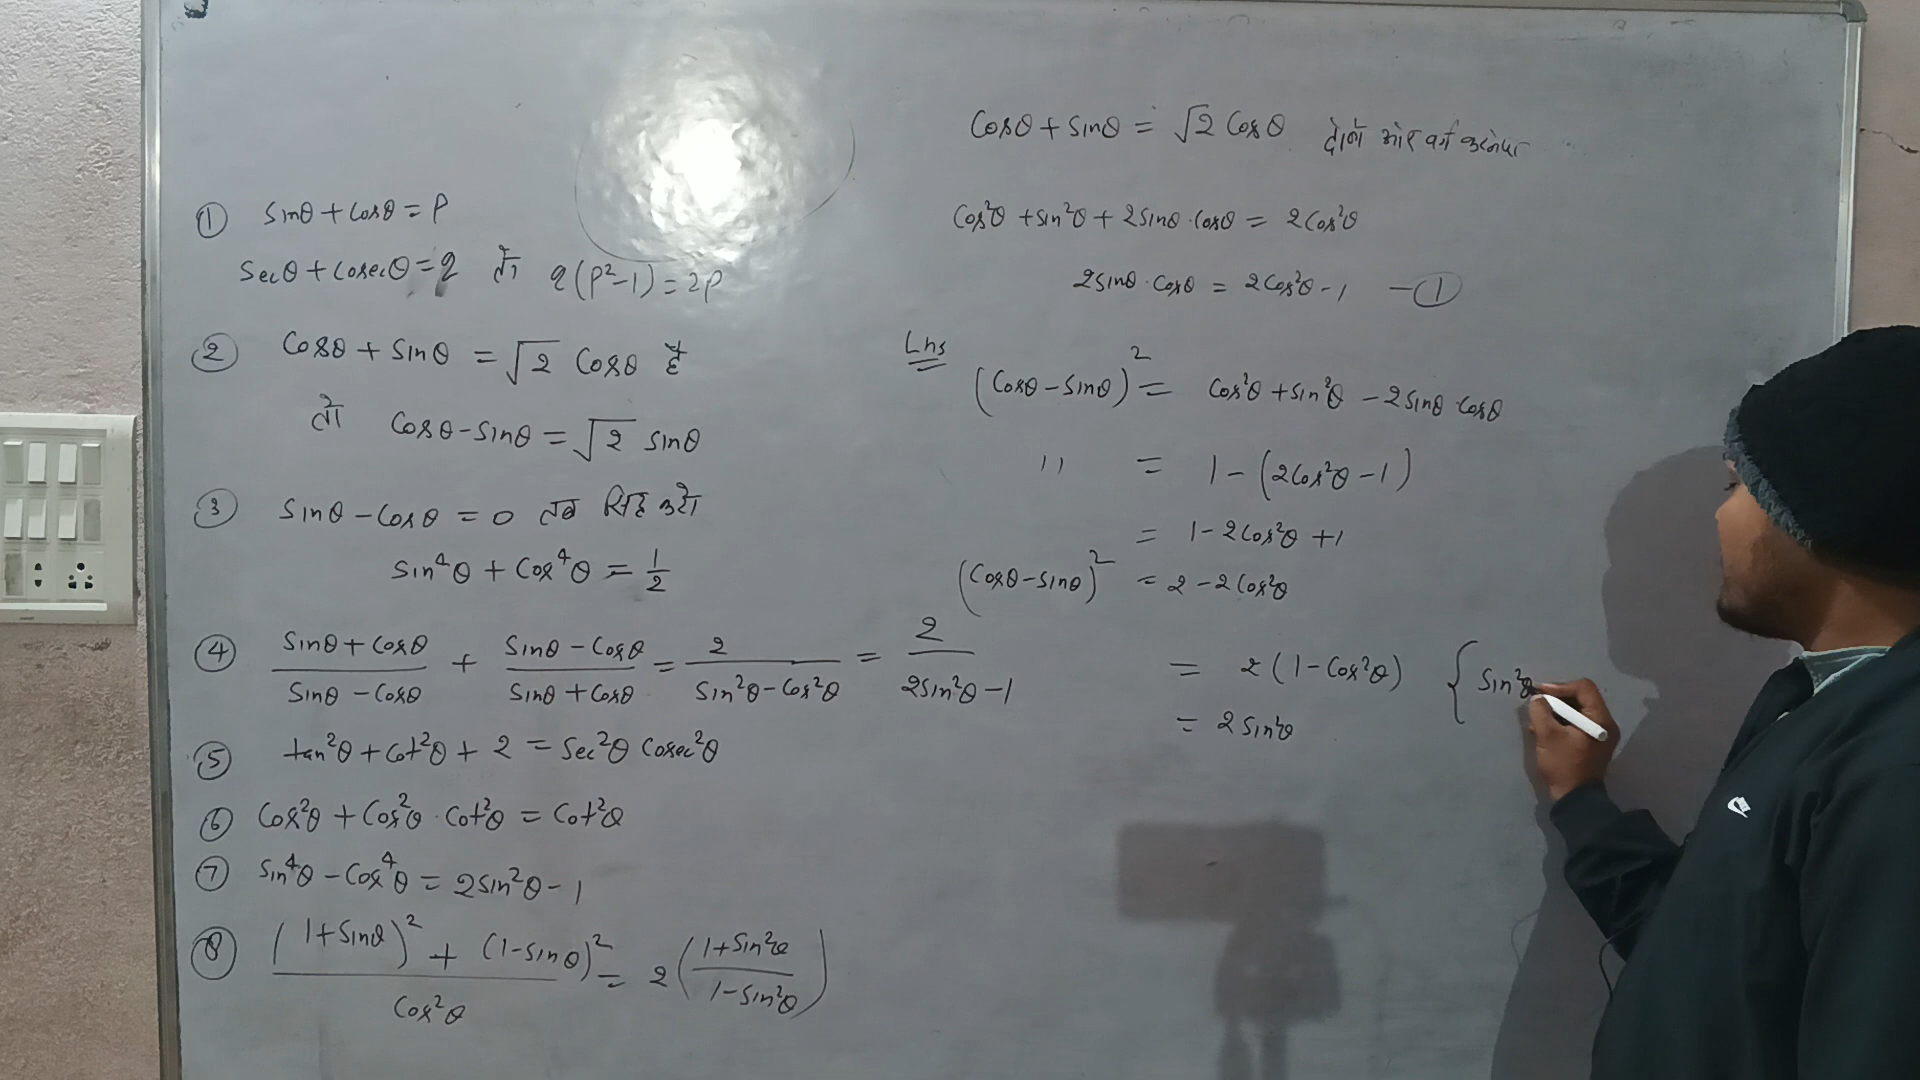 ① sinθ + cosθ = P
secθ + cosecθ = q तो q(P²-1) = 2P
② cosθ + sinθ = √2 cosθ है
तो cosθ - sinθ = √2 sinθ
③ sinθ - cosθ = 0 तब सिद्ध करो
sin⁴θ + cos⁴θ = 1/2
④ (sinθ + cosθ)/(sinθ - cosθ) + (sinθ - cosθ)/(sinθ + cosθ) = 2/(sin²θ - cos²θ) = 2/(2sin²θ - 1)
⑤ tan²θ + cot²θ + 2 = sec²θ cosec²θ
⑥ cos²θ + cos²θ · cot²θ = cot²θ
⑦ sin⁴θ - cos⁴θ = 2sin²θ - 1
⑧ ((1+sinθ)² + (1-sinθ)²)/cos²θ = 2((1+sin²θ)/(1-sin²θ))
cosθ + sinθ = √2 cosθ दोनों ओर वर्ग करने पर
cos²θ + sin²θ + 2sinθ · cosθ = 2cos²θ
2sinθ · cosθ = 2cos²θ - 1 — ①
Lhs
(cosθ - sinθ)² = cos²θ + sin²θ - 2sinθ · cosθ
" = 1 - (2cos²θ - 1)
= 1 - 2cos²θ + 1
(cosθ - sinθ)² = 2 - 2cos²θ
= 2(1 - cos²θ) { sin²θ
= 2sin²θ